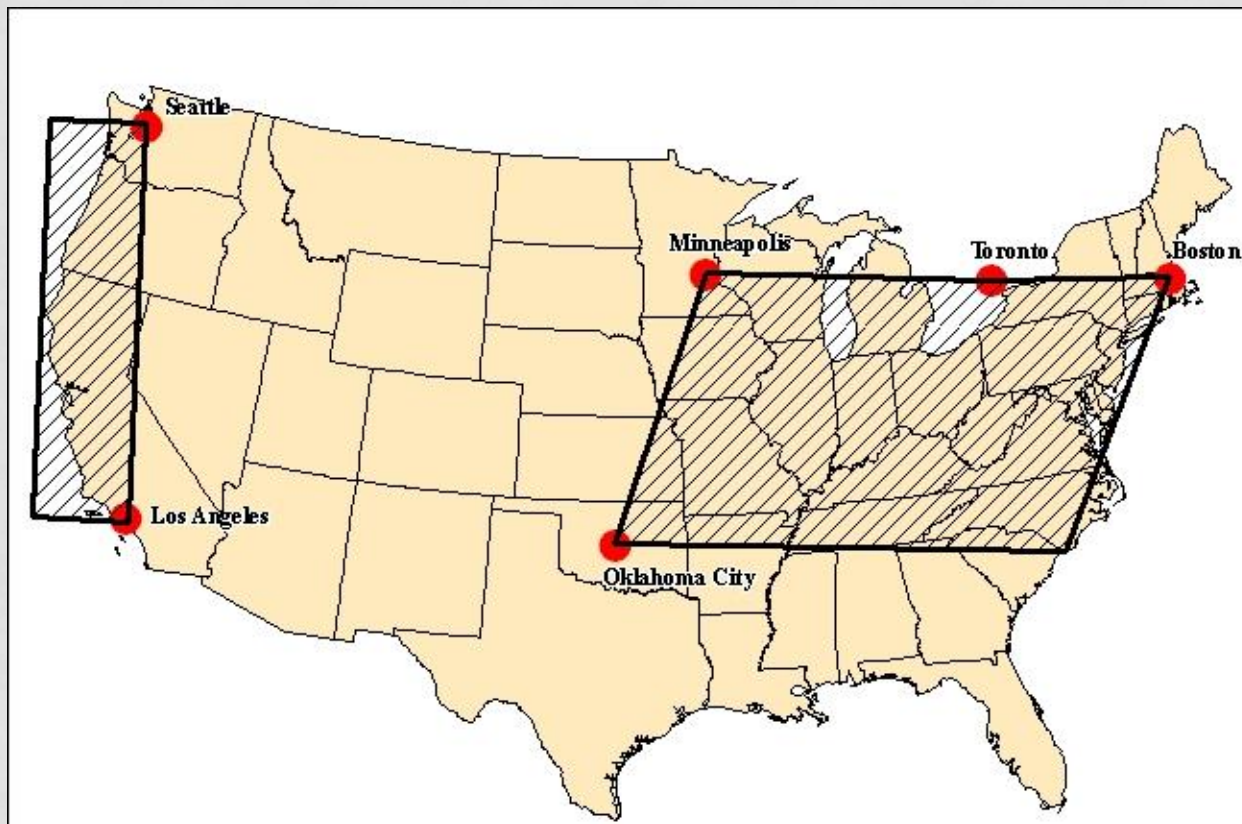 Seattle
Minneapolis
Toronto
Boston
Los Angeles
Oklahoma City